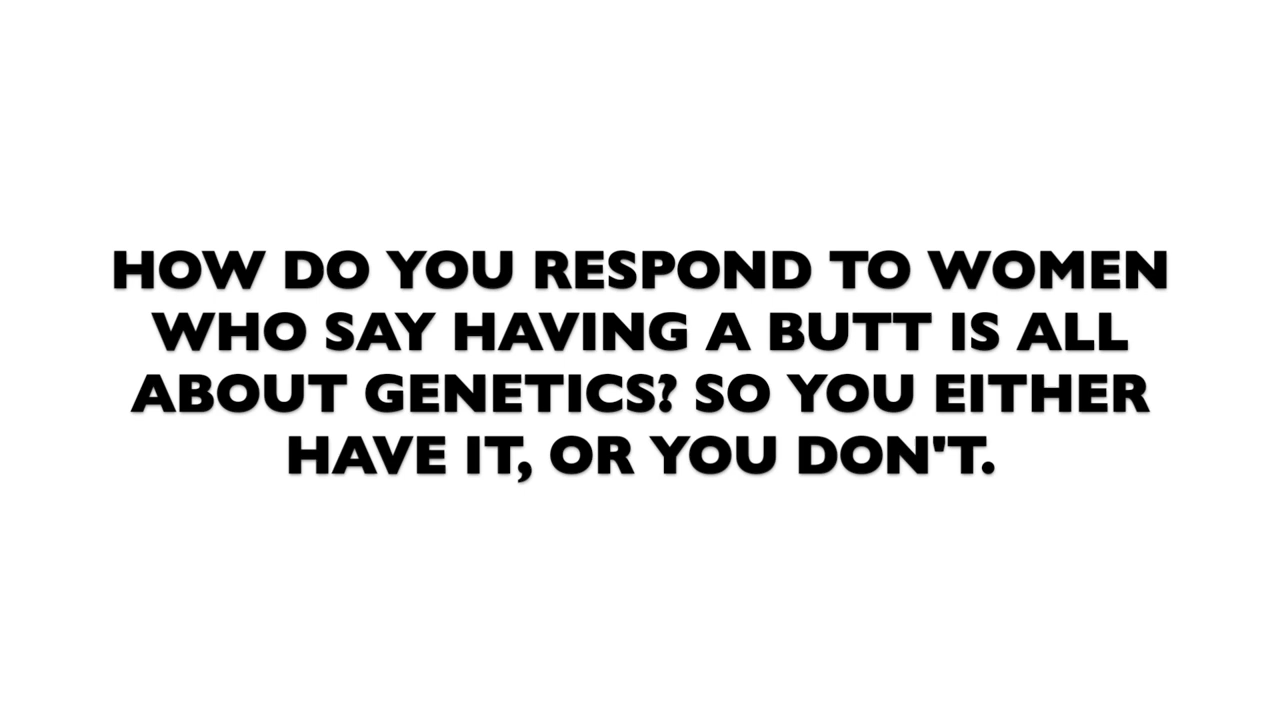 HOW DO YOU RESPOND TO WOMEN
WHO SAY HAVING A BUTT IS ALL
ABOUT GENETICS? SO YOU EITHER
HAVE IT, OR YOU DON'T.